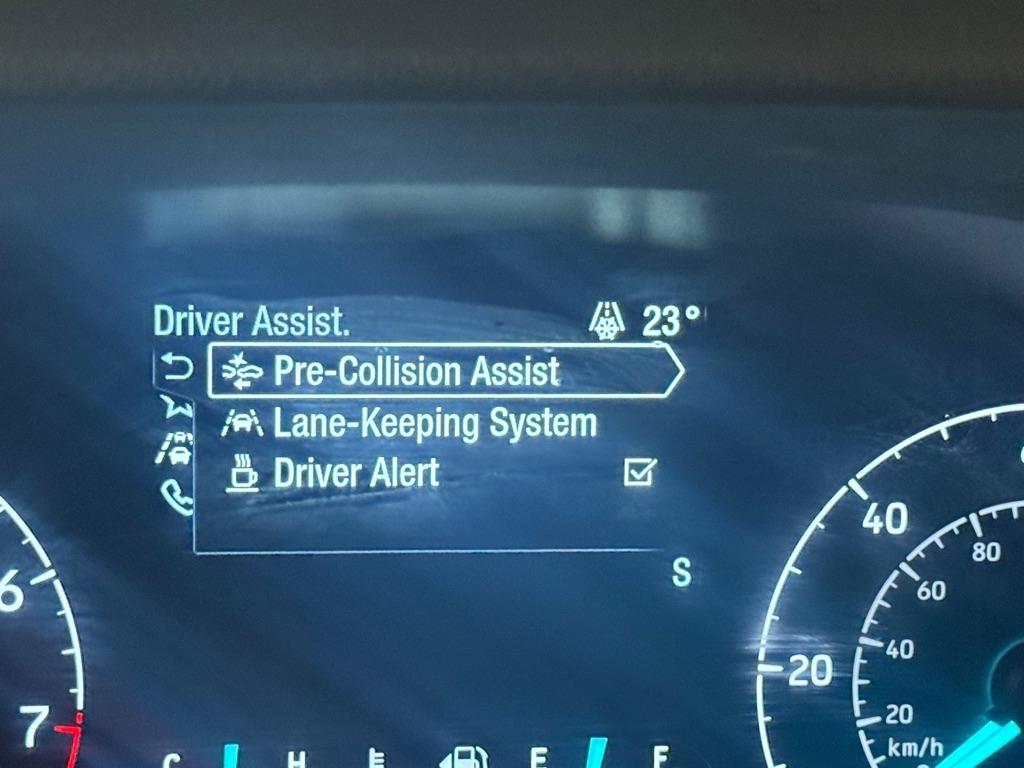 Driver Assist. 23°
Pre-Collision Assist
Lane-Keeping System
Driver Alert
S
6
7
40
20
80
60
40
20
km/h
C H E F